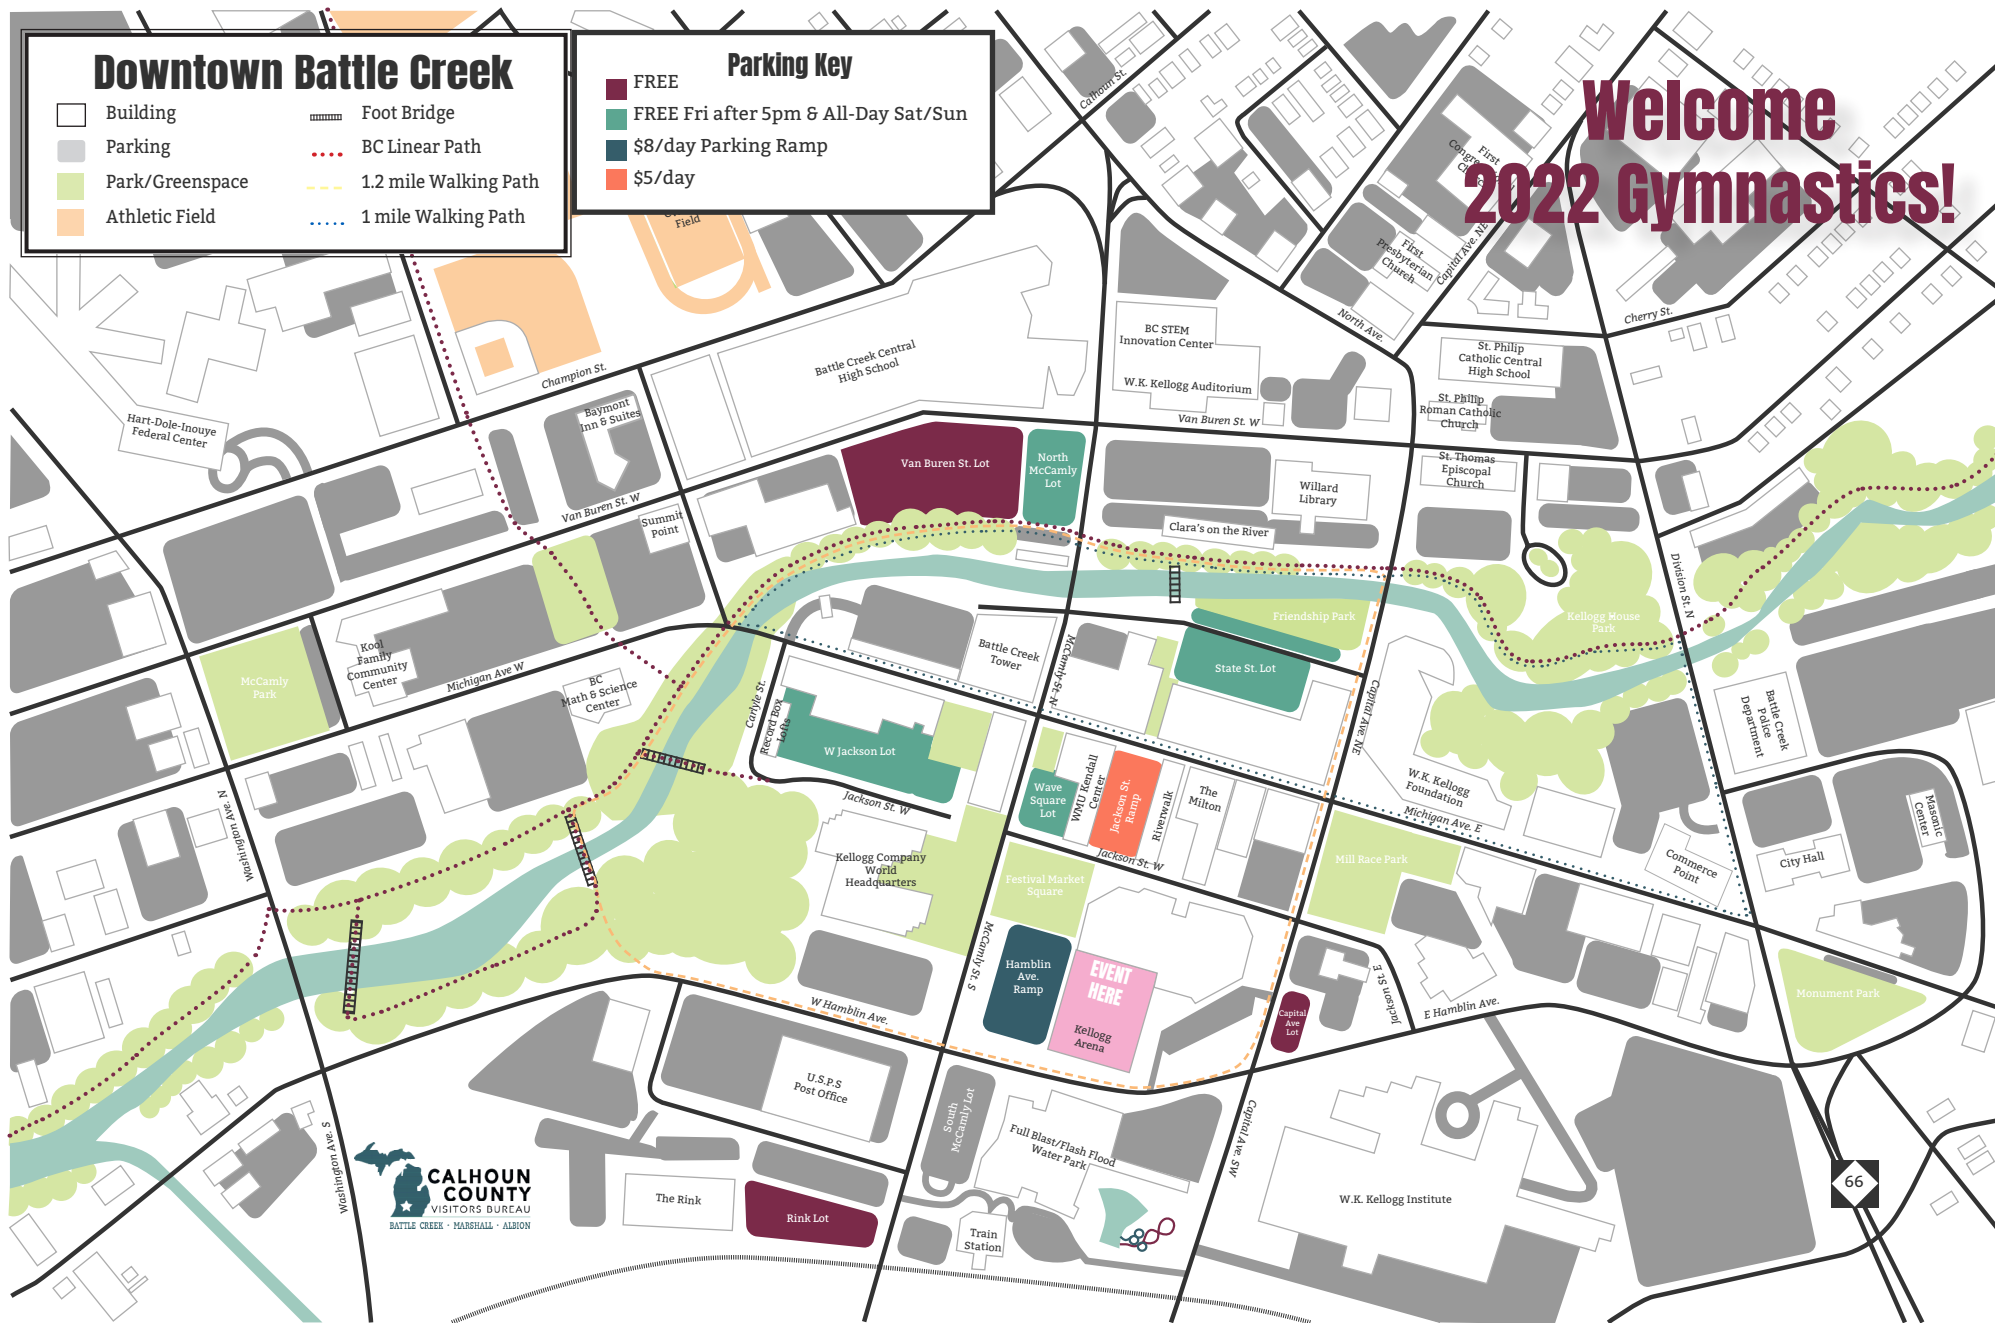 Downtown Battle Creek
Building
Parking
Park/Greenspace
Athletic Field
Foot Bridge
BC Linear Path
1.2 mile Walking Path
1 mile Walking Path
Parking Key
FREE
FREE Fri after 5pm & All-Day Sat/Sun
$8/day Parking Ramp
$5/day
Welcome
2022 Gymnastics!
Calhoun St.
First
Church
Field
First
Presbyterian
Church
Capital Ave. NE
North Ave.
Cherry St.
BC STEM
Innovation Center
W.K. Kellogg Auditorium
Van Buren St. W
St. Philip
Catholic Central
High School
St. Philip
Roman Catholic
Church
St. Thomas
Episcopal
Church
Battle Creek Central
High School
Champion St.
Baymont
Inn & Suites
Hart-Dole-Inouye
Federal Center
Van Buren St. W
Summit
Point
Van Buren St. Lot
North
McCamly
Lot
Willard
Library
Clara's on the River
Division St. N
Friendship Park
Kellogg House
Park
State St. Lot
Battle Creek
Tower
McCamly St. N
Kool
Family
Community
Center
McCamly
Park
Michigan Ave W
BC
Math & Science
Center
Carlyle St.
Record Box
Lofts
W Jackson Lot
Jackson St. W
Wave
Square
Lot
WMU Kendall
Center
Jackson St.
Ramp
Riverwalk
The
Milton
Jackson St. W
Capital Ave. NE
W.K. Kellogg
Foundation
Michigan Ave. E
Battle Creek
Police
Department
Masonic
Center
City Hall
Commerce
Point
Mill Race Park
Washington Ave. N
Kellogg Company
World
Headquarters
Festival Market
Square
McCamly St. S
Hamblin
Ave.
Ramp
EVENT
HERE
Kellogg
Arena
Capital
Ave
Lot
Jackson St. E
E Hamblin Ave.
Monument Park
W Hamblin Ave.
U.S.P.S
Post Office
South
McCamly Lot
Full Blast/Flash Flood
Water Park
Capital Ave. SW
W.K. Kellogg Institute
66
Washington Ave. S
CALHOUN
COUNTY
VISITORS BUREAU
BATTLE CREEK · MARSHALL · ALBION
The Rink
Rink Lot
Train
Station